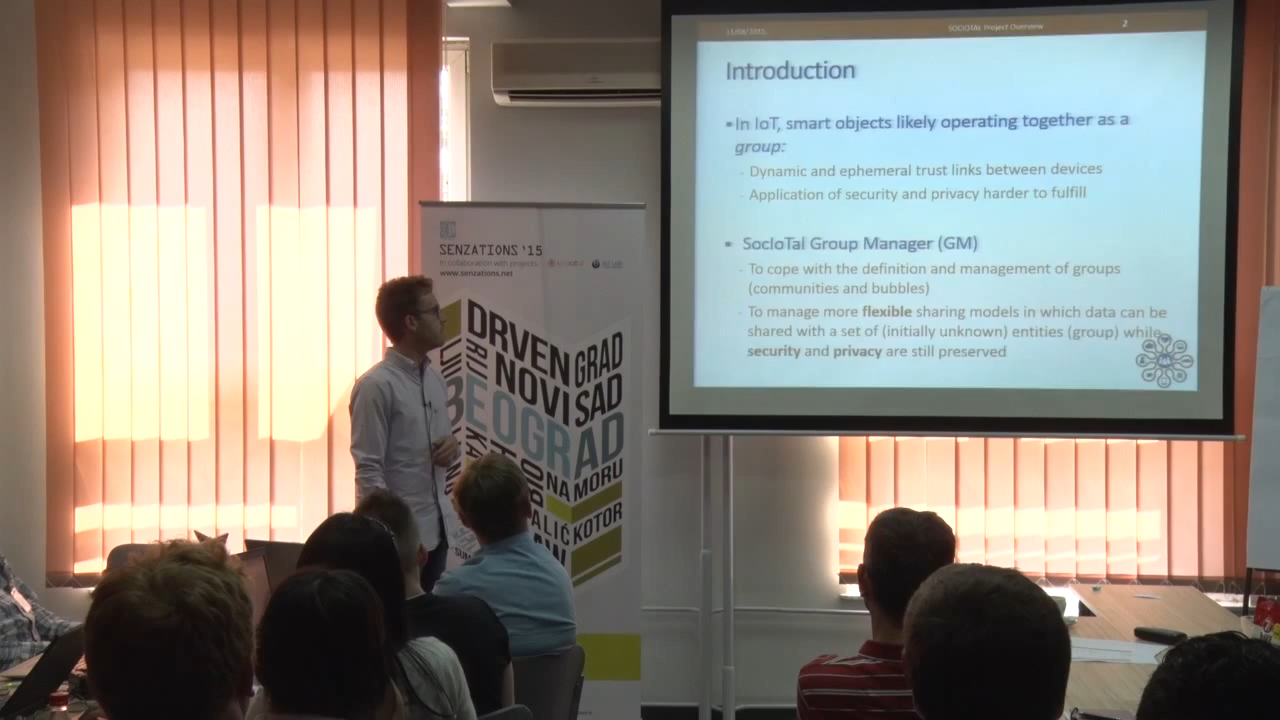 SOCIOTAL Project Overview
2
Introduction
In IoT, smart objects likely operating together as a
group:
- Dynamic and ephemeral trust links between devices
- Application of security and privacy harder to fulfill
SocIoTal Group Manager (GM)
- To cope with the definition and management of groups
(communities and bubbles)
- To manage more flexible sharing models in which data can be
shared with a set of (initially unknown) entities (group) while
security and privacy are still preserved
SENZATIONS '15
In collaboration with projects
www.senzations.net
DRVEN
GRAD
NOVI
SAD
BEOGRAD
NA
MORU
KOTOR